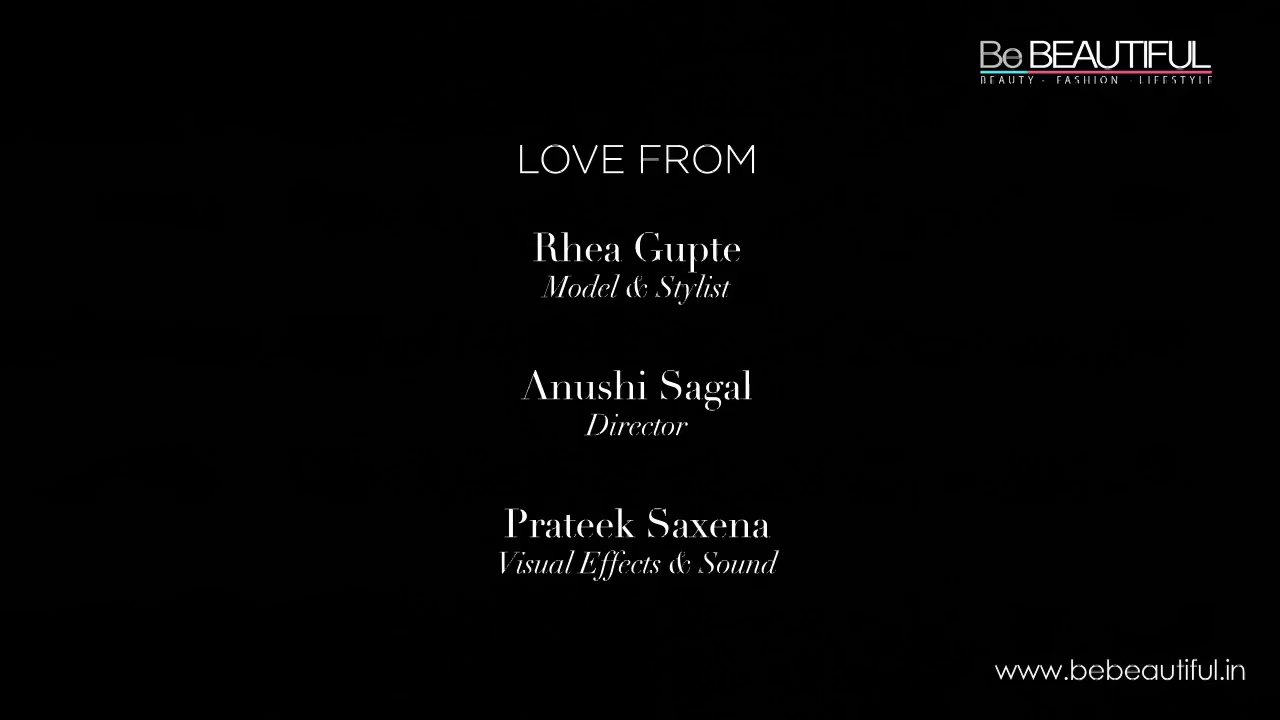 Be BEAUTIFUL
BEAUTY · FASHION · LIFESTYLE
LOVE FROM
Rhea Gupte
Model & Stylist
Anushi Sagal
Director
Prateek Saxena
Visual Effects & Sound
www.bebeautiful.in